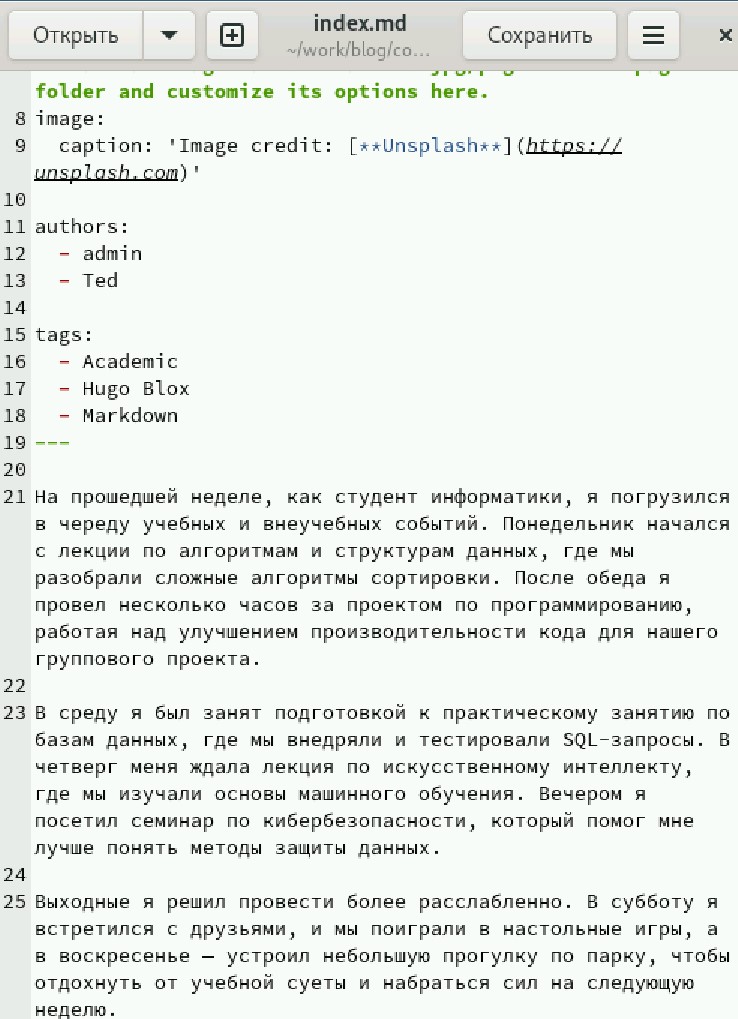 Открыть
index.md
~/work/blog/co...
Сохранить
folder and customize its options here.
8 image:
9   caption: 'Image credit: [**Unsplash**](https://
unsplash.com)'
10
11 authors:
12   - admin
13   - Ted
14
15 tags:
16   - Academic
17   - Hugo Blox
18   - Markdown
19 ---
20
21 На прошедшей неделе, как студент информатики, я погрузился
в череду учебных и внеучебных событий. Понедельник начался
с лекции по алгоритмам и структурам данных, где мы
разобрали сложные алгоритмы сортировки. После обеда я
провел несколько часов за проектом по программированию,
работая над улучшением производительности кода для нашего
группового проекта.
22
23 В среду я был занят подготовкой к практическому занятию по
базам данных, где мы внедряли и тестировали SQL-запросы. В
четверг меня ждала лекция по искусственному интеллекту,
где мы изучали основы машинного обучения. Вечером я
посетил семинар по кибербезопасности, который помог мне
лучше понять методы защиты данных.
24
25 Выходные я решил провести более расслабленно. В субботу я
встретился с друзьями, и мы поиграли в настольные игры, а
в воскресенье – устроил небольшую прогулку по парку, чтобы
отдохнуть от учебной суеты и набраться сил на следующую
неделю.